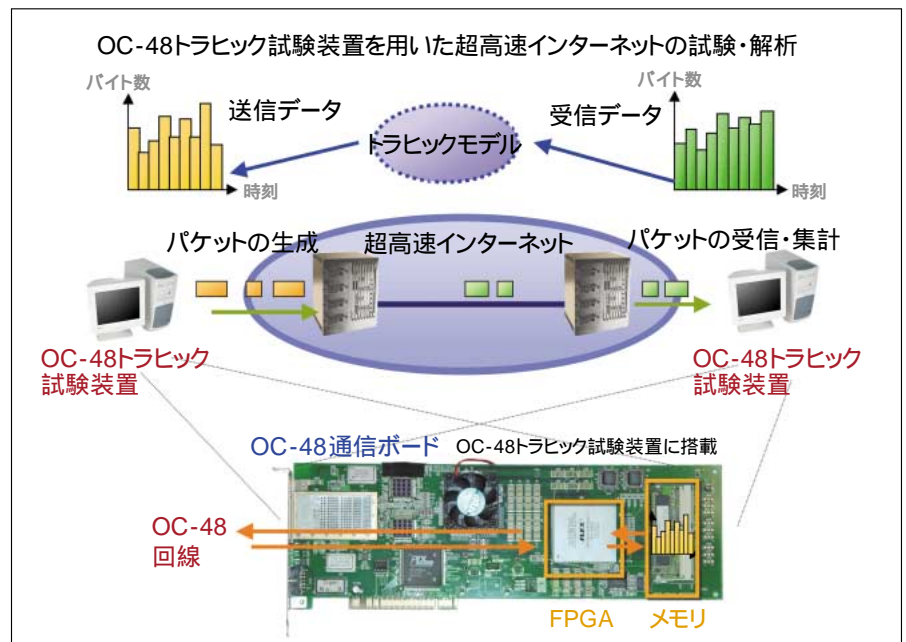 OC-48トラヒック試験装置を用いた超高速インターネットの試験・解析
バイト数
送信データ
時刻
トラヒックモデル
受信データ
バイト数
時刻
パケットの生成
超高速インターネット
パケットの受信・集計
OC-48トラヒック
試験装置
OC-48トラヒック
試験装置
OC-48通信ボード
OC-48トラヒック試験装置に搭載
OC-48
回線
FLEX
FPGA
メモリ